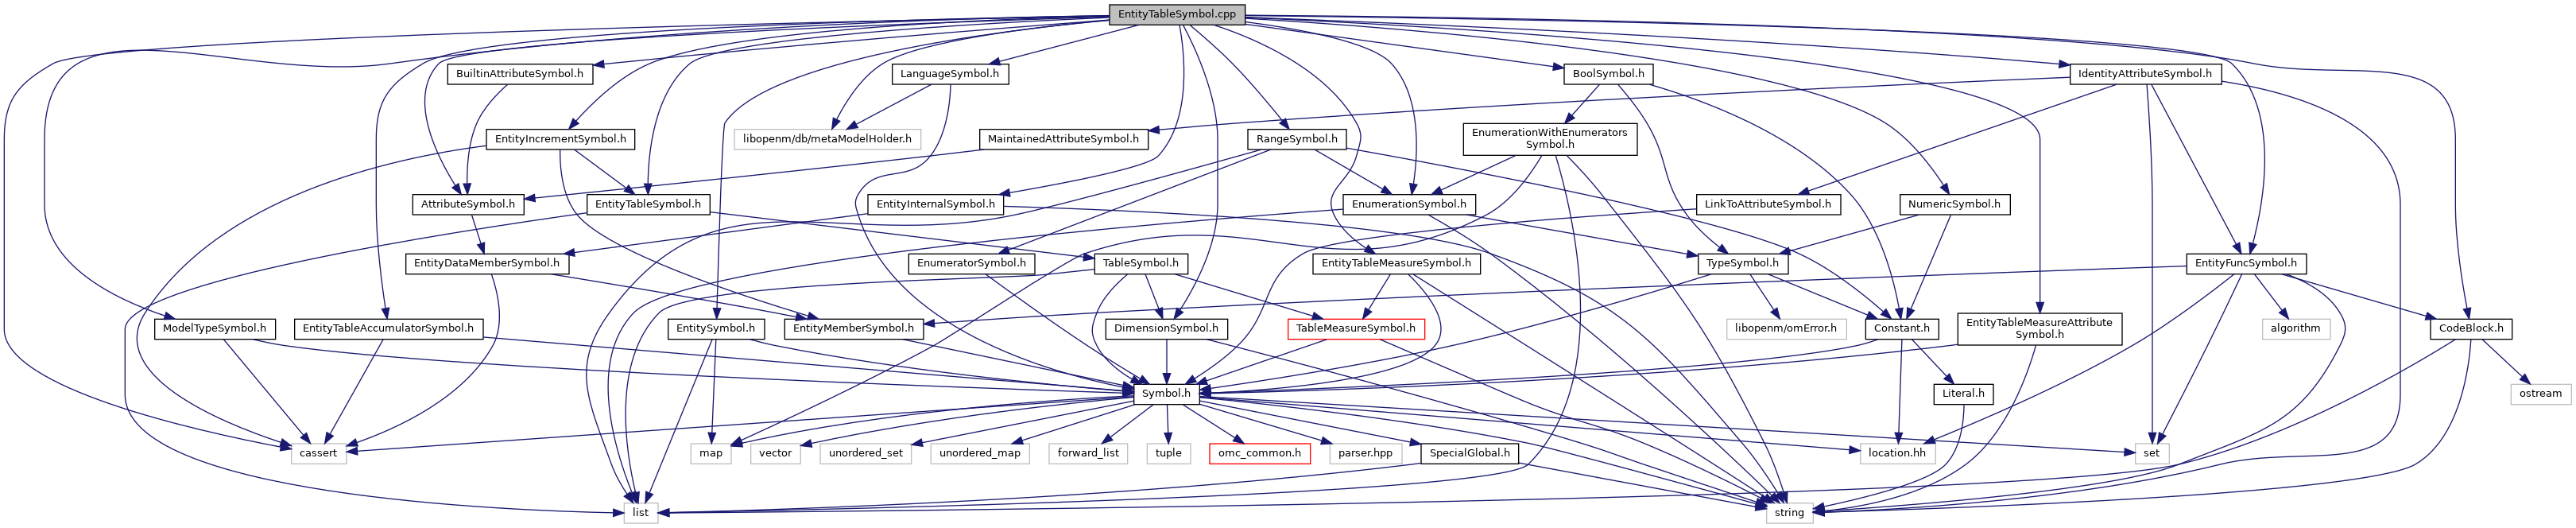 EntityTableSymbol.cpp
BuiltinAttributeSymbol.h
LanguageSymbol.h
BoolSymbol.h
IdentityAttributeSymbol.h
EntityIncrementSymbol.h
libopenm/db/metaModelHolder.h
MaintainedAttributeSymbol.h
RangeSymbol.h
EnumerationWithEnumerators
Symbol.h
AttributeSymbol.h
EntityTableSymbol.h
EntityInternalSymbol.h
EnumerationSymbol.h
LinkToAttributeSymbol.h
NumericSymbol.h
EntityDataMemberSymbol.h
EnumeratorSymbol.h
TableSymbol.h
EntityTableMeasureSymbol.h
TypeSymbol.h
EntityFuncSymbol.h
ModelTypeSymbol.h
EntityTableAccumulatorSymbol.h
EntitySymbol.h
EntityMemberSymbol.h
DimensionSymbol.h
TableMeasureSymbol.h
libopenm/omError.h
Constant.h
EntityTableMeasureAttribute
Symbol.h
algorithm
CodeBlock.h
Symbol.h
Literal.h
ostream
cassert
map
vector
unordered_set
unordered_map
forward_list
tuple
omc_common.h
parser.hpp
SpecialGlobal.h
location.hh
set
list
string